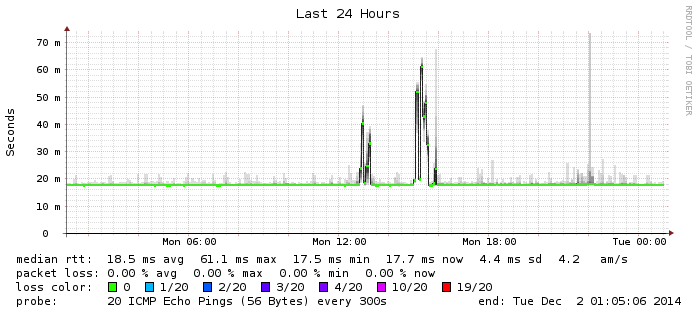 Last 24 Hours
RRDTOOL / TOBI OETIKER
Seconds
70 m
60 m
50 m
40 m
30 m
20 m
10 m
0
Mon 06:00 Mon 12:00 Mon 18:00 Tue 00:00
median rtt: 18.5 ms avg 61.1 ms max 17.5 ms min 17.7 ms now 4.4 ms sd 4.2 am/s
packet loss: 0.00 % avg 0.00 % max 0.00 % min 0.00 % now
loss color: 0 1/20 2/20 3/20 4/20 10/20 19/20
probe: 20 ICMP Echo Pings (56 Bytes) every 300s end: Tue Dec 2 01:05:06 2014